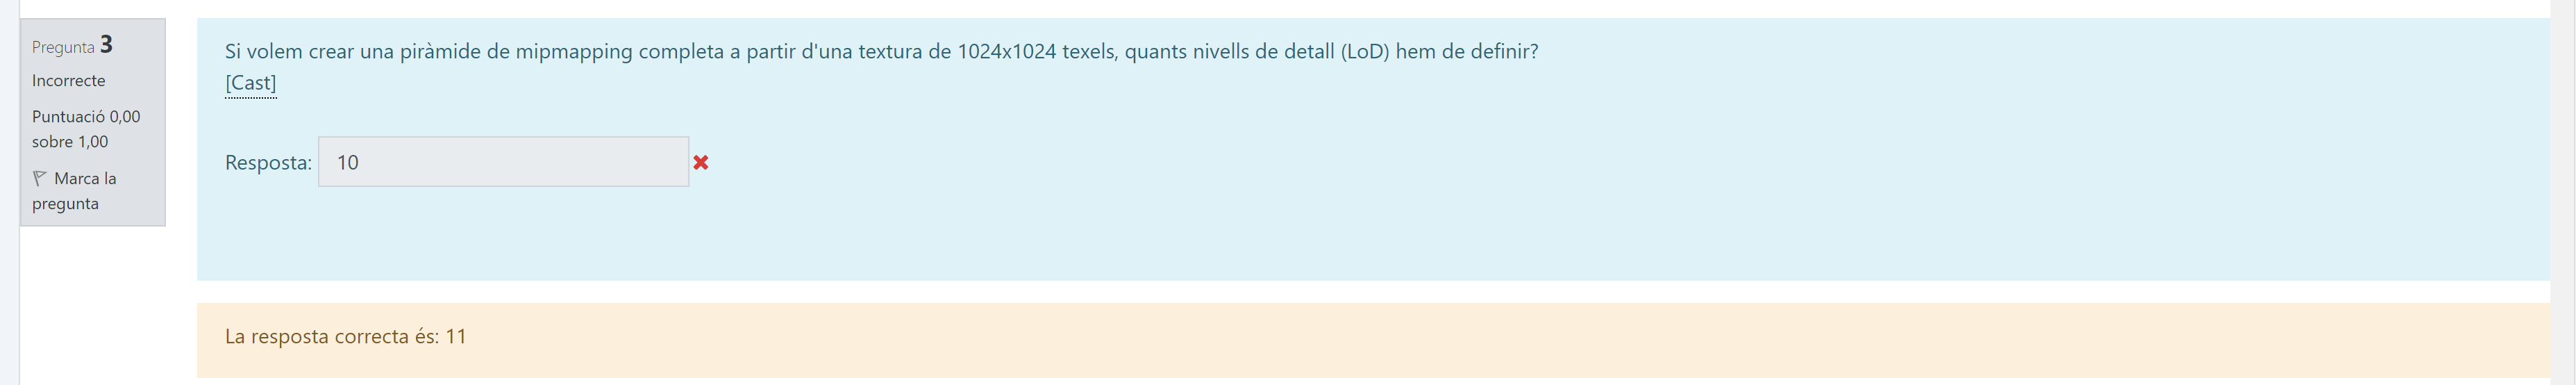 Pregunta 3
Incorrecte
Puntuació 0,00
sobre 1,00
Marca la
pregunta
Si volem crear una piràmide de mipmapping completa a partir d'una textura de 1024x1024 texels, quants nivells de detall (LoD) hem de definir?
[Cast]
Resposta: 10
La resposta correcta és: 11